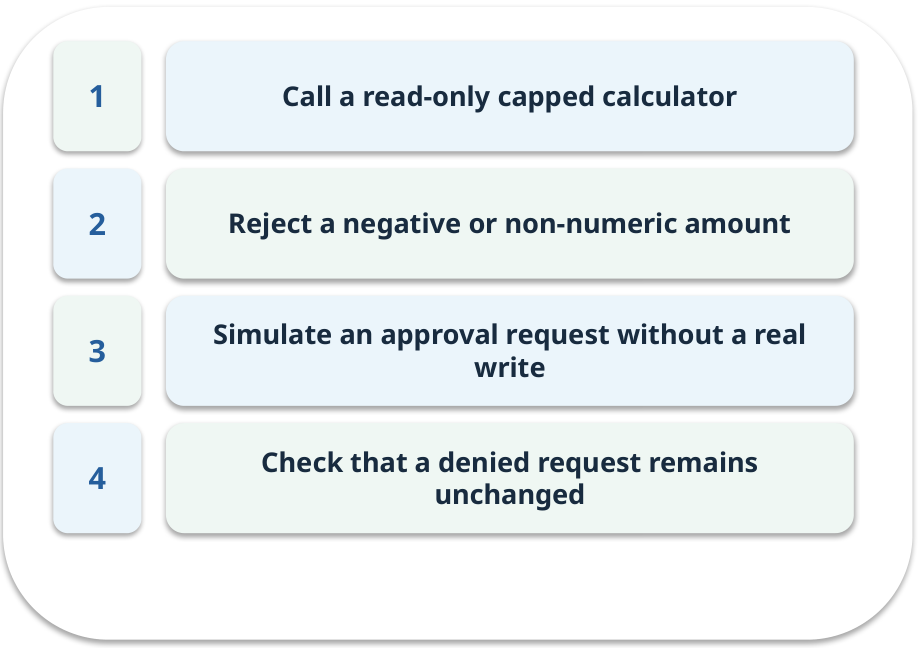 1
Call a read-only capped calculator
2
Reject a negative or non-numeric amount
3
Simulate an approval request without a real
write
4
Check that a denied request remains
unchanged